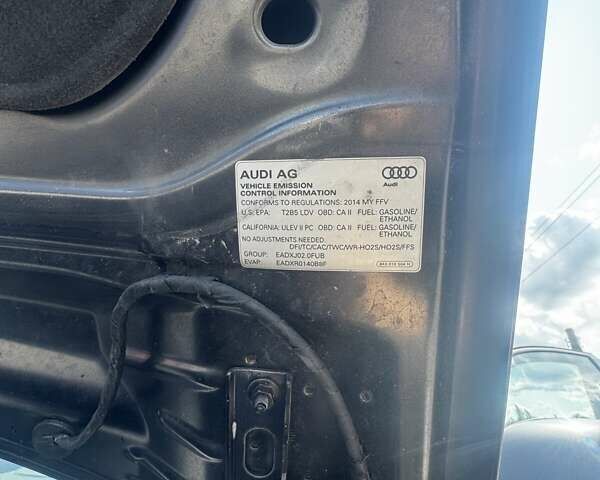 AUDI AG
Audi
VEHICLE EMISSION
CONTROL INFORMATION
CONFORMS TO REGULATIONS: 2014 MY FFV
U.S. EPA: T2B5 LDV OBD: CA II FUEL: GASOLINE/
ETHANOL
CALIFORNIA: ULEV II PC OBD: CA II FUEL: GASOLINE/
ETHANOL
NO ADJUSTMENTS NEEDED.
DFI/TC/CAC/TWC/WR-HO2S/HO2S/FFS
GROUP: EADXJ02.0FUB
EVAP: EADXR0140B8F